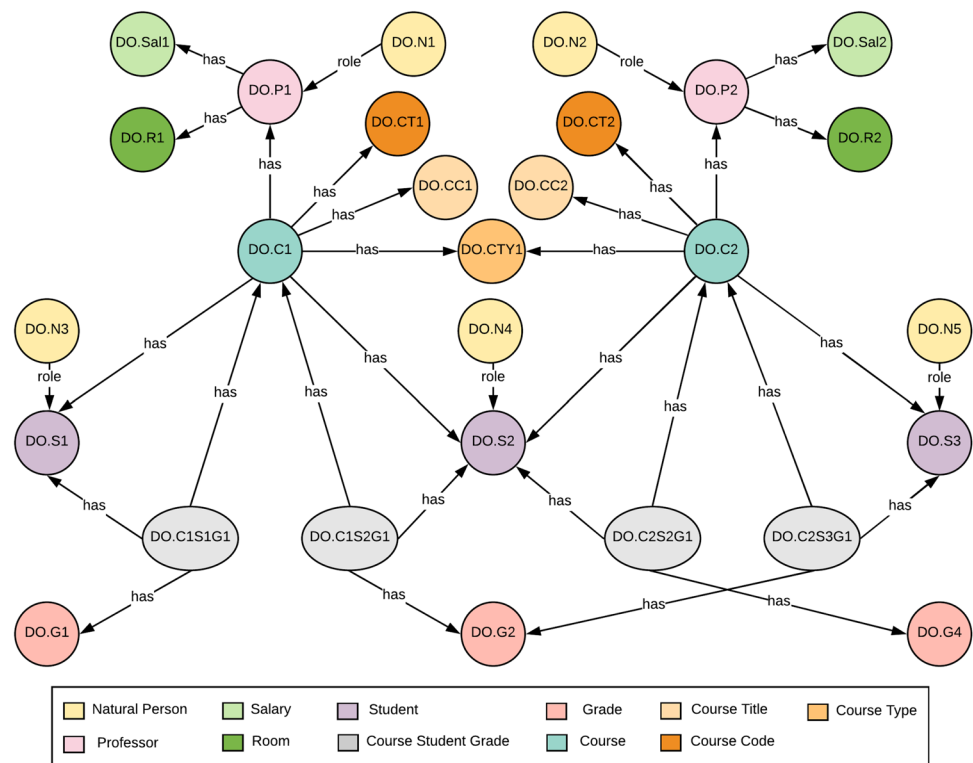 DO.Sal1
DO.N1
DO.N2
DO.Sal2
has
role
role
has
DO.P1
DO.P2
DO.R1
has
DO.CT1
DO.CT2
has
DO.R2
has
has
has
has
DO.CC1
DO.CC2
has
has
DO.C1
has
DO.CTY1
has
DO.C2
DO.N3
DO.N4
DO.N5
has
has
has
has
role
role
role
has
has
has
has
DO.S1
DO.S2
DO.S3
has
has
has
has
DO.C1S1G1
DO.C1S2G1
DO.C2S2G1
DO.C2S3G1
has
has
has
has
DO.G1
DO.G2
DO.G4
Natural Person
Salary
Student
Grade
Course Title
Course Type
Professor
Room
Course Student Grade
Course
Course Code